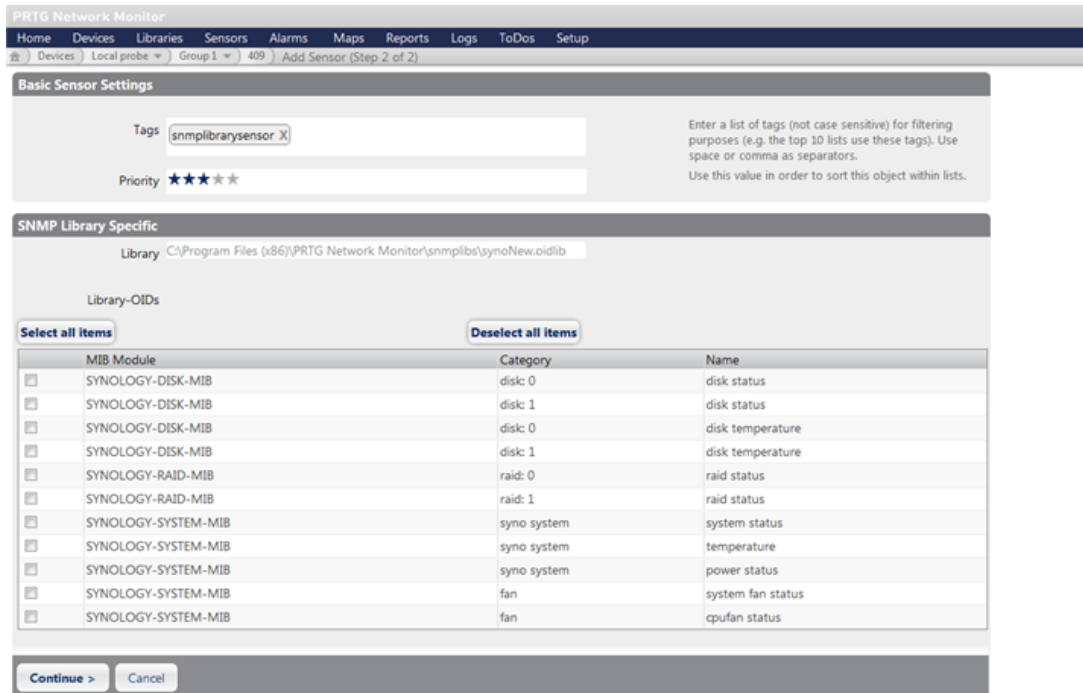 PRTG Network Monitor
Home Devices Libraries Sensors Alarms Maps Reports Logs ToDos Setup
Devices Local probe Group 1 409 Add Sensor (Step 2 of 2)
Basic Sensor Settings
Tags snmplibrarysensor X
Enter a list of tags (not case sensitive) for filtering
purposes (e.g. the top 10 lists use these tags). Use
space or comma as separators.
Priority ★★★★★
Use this value in order to sort this object within lists.
SNMP Library Specific
Library C:\Program Files (x86)\PRTG Network Monitor\snmplibs\synoNew.oidlib
Library-OIDs
Select all items Deselect all items
MIB Module Category Name
SYNOLOGY-DISK-MIB disk: 0 disk status
SYNOLOGY-DISK-MIB disk: 1 disk status
SYNOLOGY-DISK-MIB disk: 0 disk temperature
SYNOLOGY-DISK-MIB disk: 1 disk temperature
SYNOLOGY-RAID-MIB raid: 0 raid status
SYNOLOGY-RAID-MIB raid: 1 raid status
SYNOLOGY-SYSTEM-MIB syno system system status
SYNOLOGY-SYSTEM-MIB syno system temperature
SYNOLOGY-SYSTEM-MIB syno system power status
SYNOLOGY-SYSTEM-MIB fan system fan status
SYNOLOGY-SYSTEM-MIB fan cpufan status
Continue > Cancel